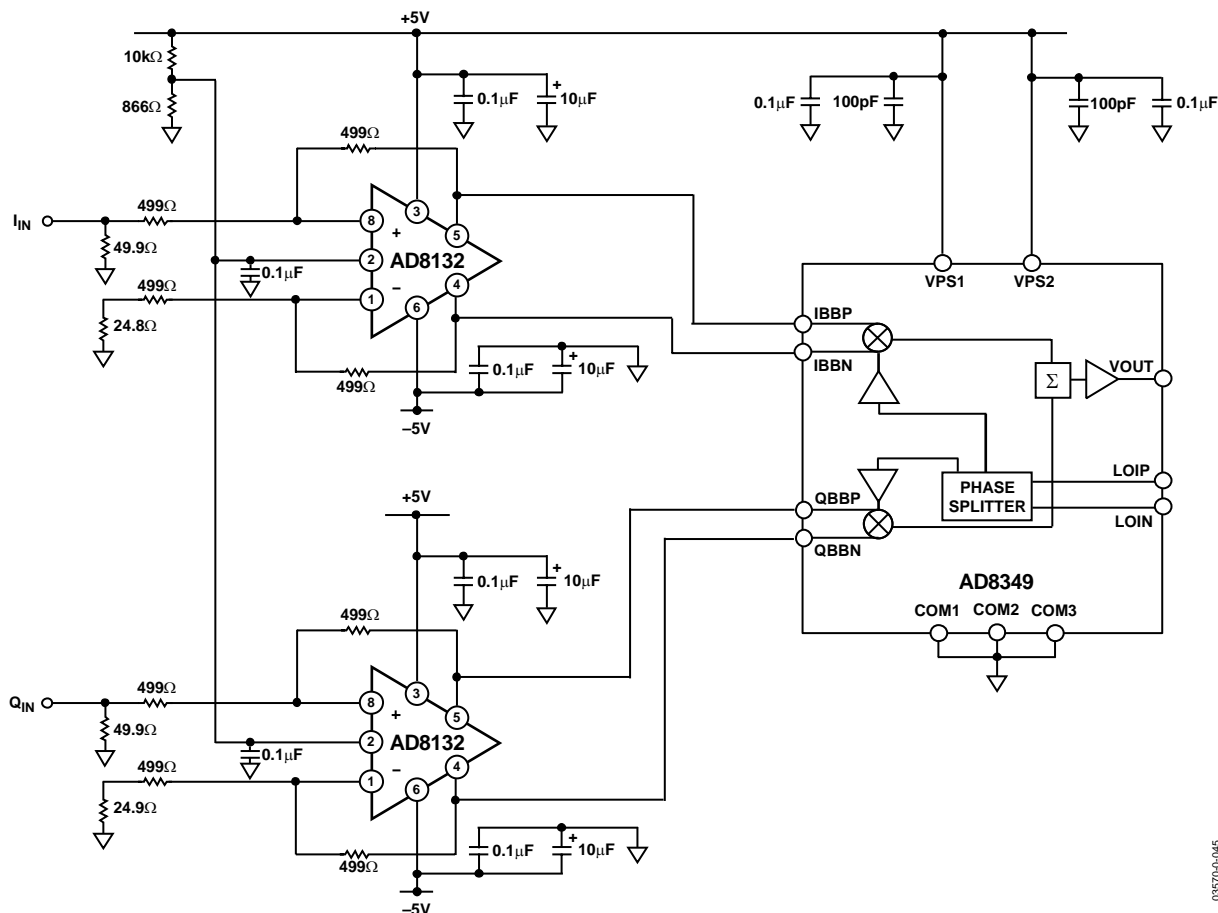 +5V
10kΩ
866Ω
0.1μF
+
10μF
0.1μF
100pF
100pF
0.1μF
499Ω
IIN
499Ω
49.9Ω
8
+
3
5
2
AD8132
0.1μF
1
−
4
6
499Ω
24.8Ω
499Ω
0.1μF
+
10μF
−5V
VPS1
VPS2
IBBP
IBBN
Σ
VOUT
PHASE
SPLITTER
LOIP
LOIN
QBBP
QBBN
AD8349
COM1
COM2
COM3
+5V
0.1μF
+
10μF
499Ω
QIN
499Ω
49.9Ω
8
+
3
5
2
AD8132
0.1μF
1
−
4
6
499Ω
24.9Ω
499Ω
0.1μF
+
10μF
−5V
03570-0-045